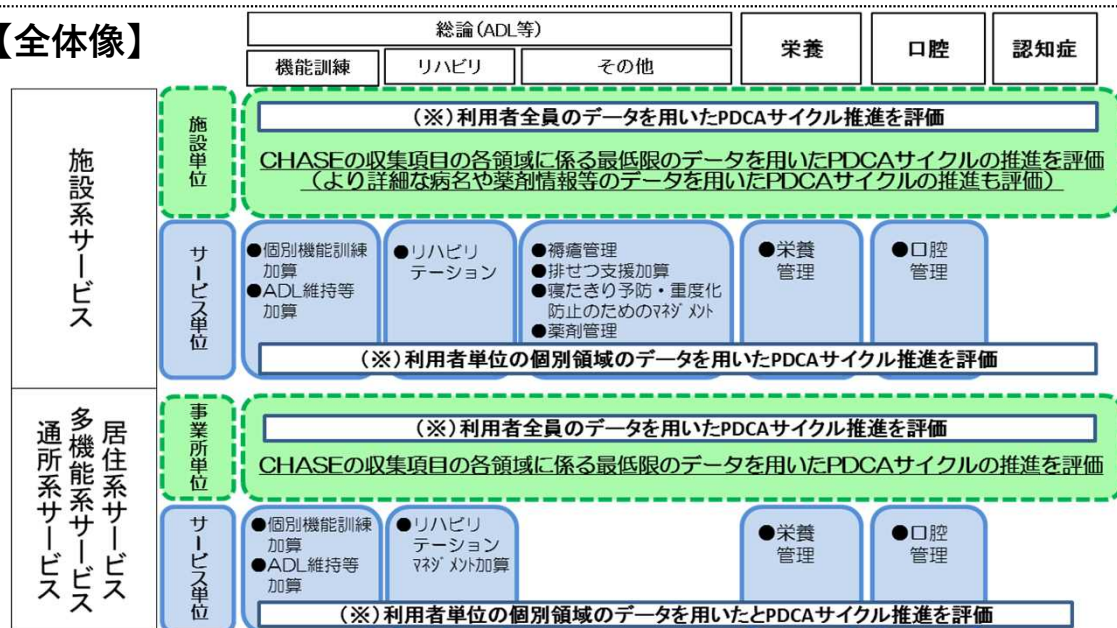 【全体像】
総論(ADL等)
機能訓練
リハビリ
その他
栄養
口腔
認知症
施設系サービス
施設単位
(※)利用者全員のデータを用いたPDCAサイクル推進を評価
CHASEの収集項目の各領域に係る最低限のデータを用いたPDCAサイクルの推進を評価
(より詳細な病名や薬剤情報等のデータを用いたPDCAサイクルの推進も評価)
サービス単位
●個別機能訓練
加算
●ADL維持等
加算
●リハビリ
テーション
●褥瘡管理
●排せつ支援加算
●寝たきり予防・重度化
防止のためのマネジメント
●薬剤管理
●栄養
管理
●口腔
管理
(※)利用者単位の個別領域のデータを用いたPDCAサイクル推進を評価
居住系サービス
多機能系サービス
通所系サービス
事業所単位
(※)利用者全員のデータを用いたPDCAサイクル推進を評価
CHASEの収集項目の各領域に係る最低限のデータを用いたPDCAサイクルの推進を評価
サービス単位
●個別機能訓練
加算
●ADL維持等
加算
●リハビリ
テーション
マネジメント加算
●栄養
管理
●口腔
管理
(※)利用者単位の個別領域のデータを用いたとPDCAサイクル推進を評価